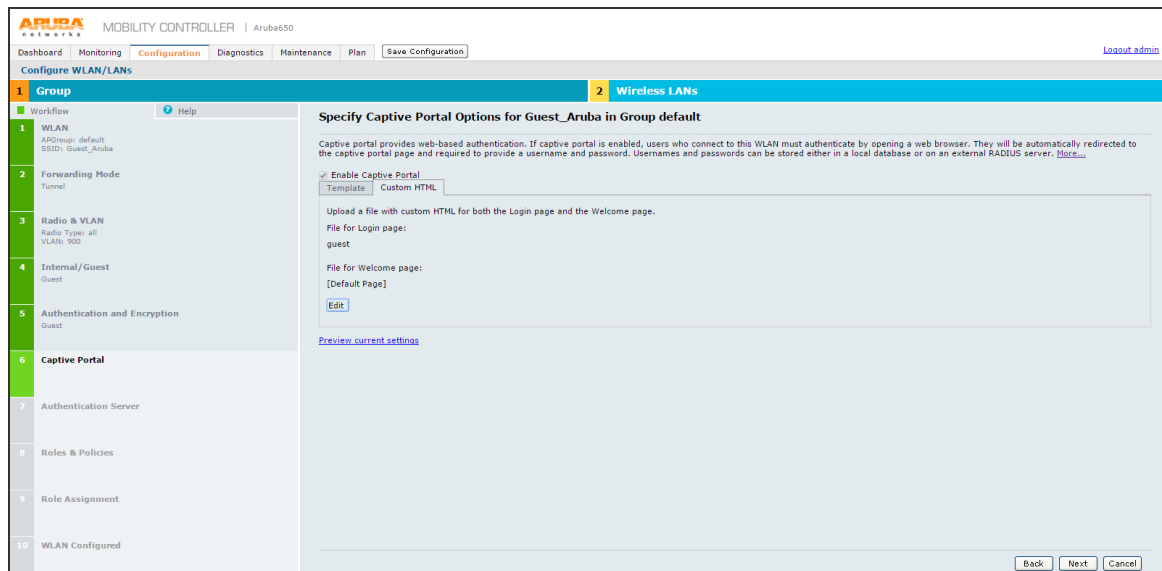 ARUBA networks MOBILITY CONTROLLER | Aruba650
Dashboard Monitoring Configuration Diagnostics Maintenance Plan Save Configuration Logout admin
Configure WLAN/LANs
1 Group 2 Wireless LANs
Workflow ? Help
1 WLAN
APGroup: default
SSID: Guest_Aruba
2 Forwarding Mode
Tunnel
3 Radio & VLAN
Radio Type: all
VLAN: 900
4 Internal/Guest
Guest
5 Authentication and Encryption
Guest
6 Captive Portal
7 Authentication Server
8 Roles & Policies
9 Role Assignment
10 WLAN Configured
Specify Captive Portal Options for Guest_Aruba in Group default
Captive portal provides web-based authentication. If captive portal is enabled, users who connect to this WLAN must authenticate by opening a web browser. They will be automatically redirected to
the captive portal page and required to provide a username and password. Usernames and passwords can be stored either in a local database or on an external RADIUS server. More...
Enable Captive Portal
Template Custom HTML
Upload a file with custom HTML for both the Login page and the Welcome page.
File for Login page:
guest
File for Welcome page:
[Default Page]
Edit
Preview current settings
Back Next Cancel